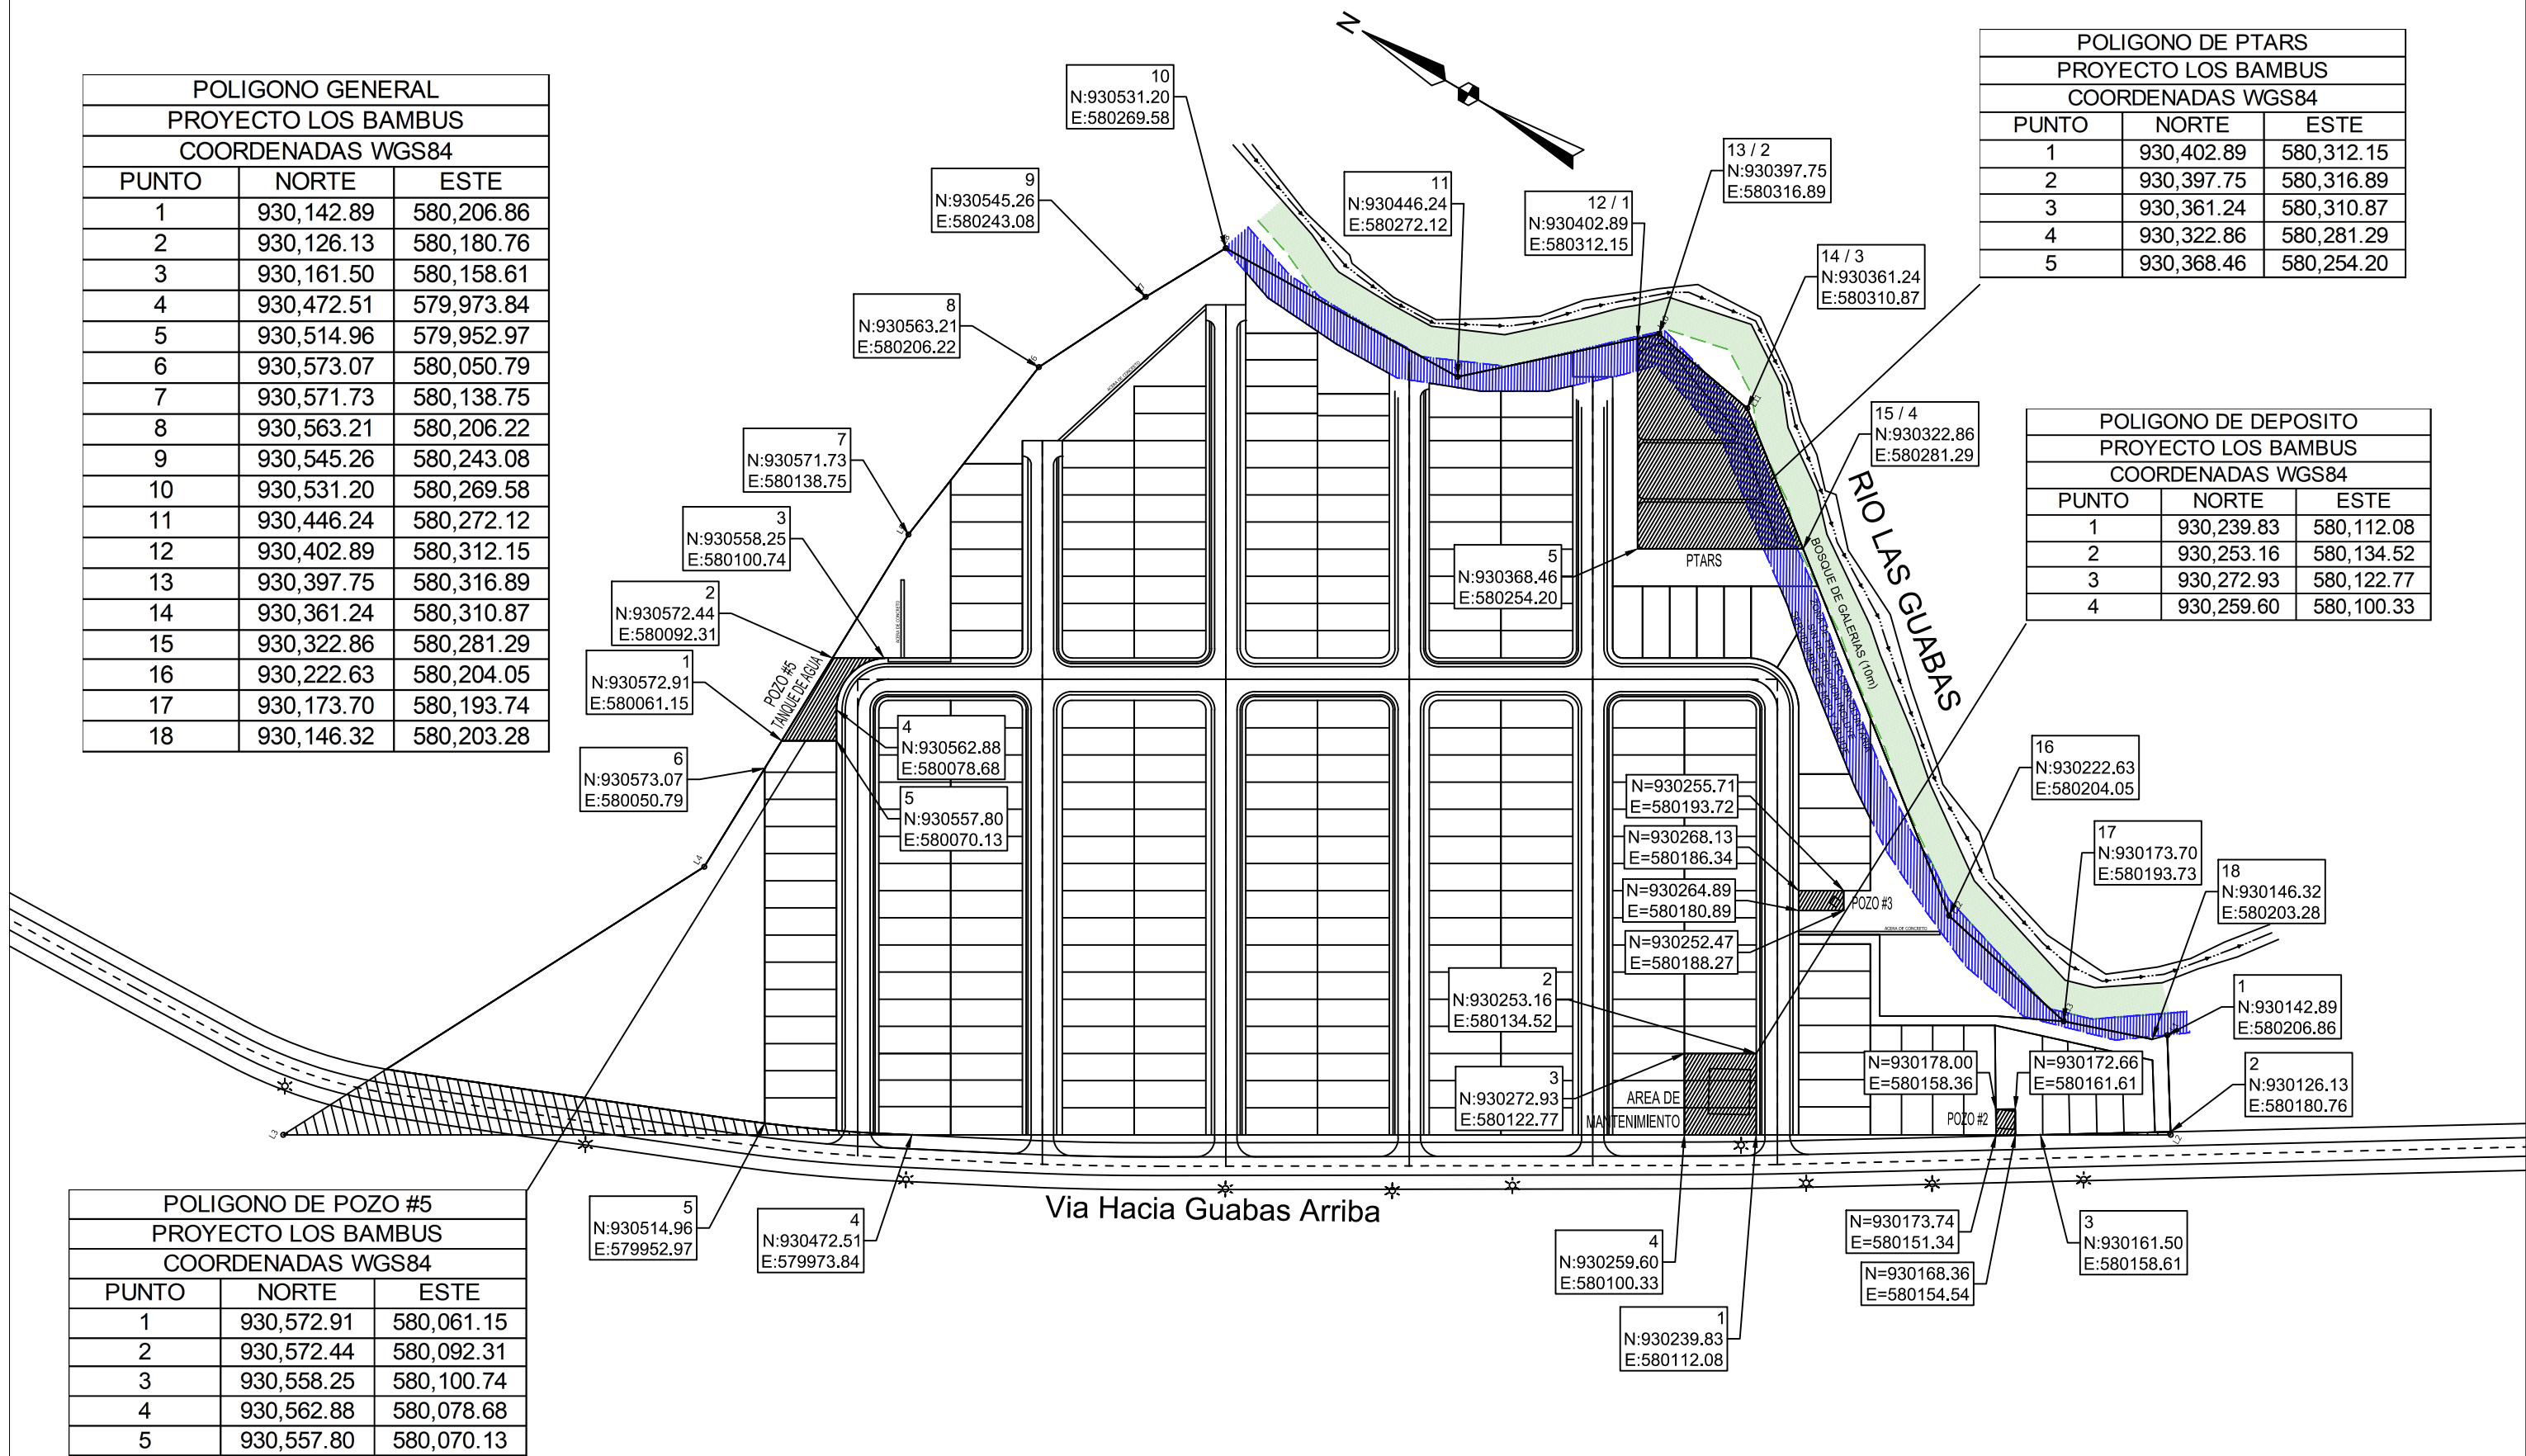 N
POLIGONO GENERAL
PROYECTO LOS BAMBUS
COORDENADAS WGS84
PUNTO NORTE ESTE
1 930,142.89 580,206.86
2 930,126.13 580,180.76
3 930,161.50 580,158.61
4 930,472.51 579,973.84
5 930,514.96 579,952.97
6 930,573.07 580,050.79
7 930,571.73 580,138.75
8 930,563.21 580,206.22
9 930,545.26 580,243.08
10 930,531.20 580,269.58
11 930,446.24 580,272.12
12 930,402.89 580,312.15
13 930,397.75 580,316.89
14 930,361.24 580,310.87
15 930,322.86 580,281.29
16 930,222.63 580,204.05
17 930,173.70 580,193.74
18 930,146.32 580,203.28
POLIGONO DE PTARS
PROYECTO LOS BAMBUS
COORDENADAS WGS84
PUNTO NORTE ESTE
1 930,402.89 580,312.15
2 930,397.75 580,316.89
3 930,361.24 580,310.87
4 930,322.86 580,281.29
5 930,368.46 580,254.20
POLIGONO DE DEPOSITO
PROYECTO LOS BAMBUS
COORDENADAS WGS84
PUNTO NORTE ESTE
1 930,239.83 580,112.08
2 930,253.16 580,134.52
3 930,272.93 580,122.77
4 930,259.60 580,100.33
POLIGONO DE POZO #5
PROYECTO LOS BAMBUS
COORDENADAS WGS84
PUNTO NORTE ESTE
1 930,572.91 580,061.15
2 930,572.44 580,092.31
3 930,558.25 580,100.74
4 930,562.88 580,078.68
5 930,557.80 580,070.13
10
N:930531.20
E:580269.58
9
N:930545.26
E:580243.08
8
N:930563.21
E:580206.22
7
N:930571.73
E:580138.75
3
N:930558.25
E:580100.74
2
N:930572.44
E:580092.31
1
N:930572.91
E:580061.15
6
N:930573.07
E:580050.79
4
N:930562.88
E:580078.68
5
N:930557.80
E:580070.13
11
N:930446.24
E:580272.12
12 / 1
N:930402.89
E:580312.15
13 / 2
N:930397.75
E:580316.89
14 / 3
N:930361.24
E:580310.87
15 / 4
N:930322.86
E:580281.29
5
N:930368.46
E:580254.20
PTARS
RIO LAS GUABAS
BOSQUE DE GALERIAS (10m)
POZO #5
TANQUE DE AGUA
ACERA DE CONCRETO
ACERA DE CONCRETO
ACERA DE CONCRETO
16
N:930222.63
E:580204.05
17
N:930173.70
E:580193.73
18
N:930146.32
E:580203.28
1
N:930142.89
E:580206.86
2
N:930126.13
E:580180.76
N=930255.71
E=580193.72
N=930268.13
E=580186.34
N=930264.89
E=580180.89
N=930252.47
E=580188.27
POZO #3
2
N:930253.16
E:580134.52
3
N:930272.93
E:580122.77
AREA DE
MANTENIMIENTO
N=930178.00
E=580158.36
N=930172.66
E=580161.61
POZO #2
L4
L3
L2
5
N:930514.96
E:579952.97
4
N:930472.51
E:579973.84
Via Hacia Guabas Arriba
4
N:930259.60
E:580100.33
1
N:930239.83
E:580112.08
N=930173.74
E=580151.34
N=930168.36
E=580154.54
3
N:930161.50
E:580158.61